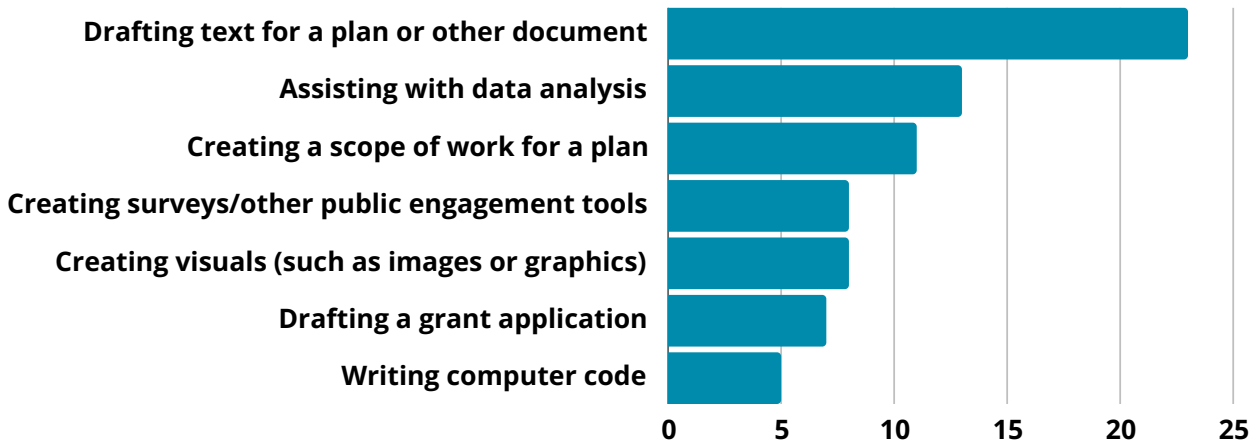 Drafting text for a plan or other document
Assisting with data analysis
Creating a scope of work for a plan
Creating surveys/other public engagement tools
Creating visuals (such as images or graphics)
Drafting a grant application
Writing computer code
0 5 10 15 20 25